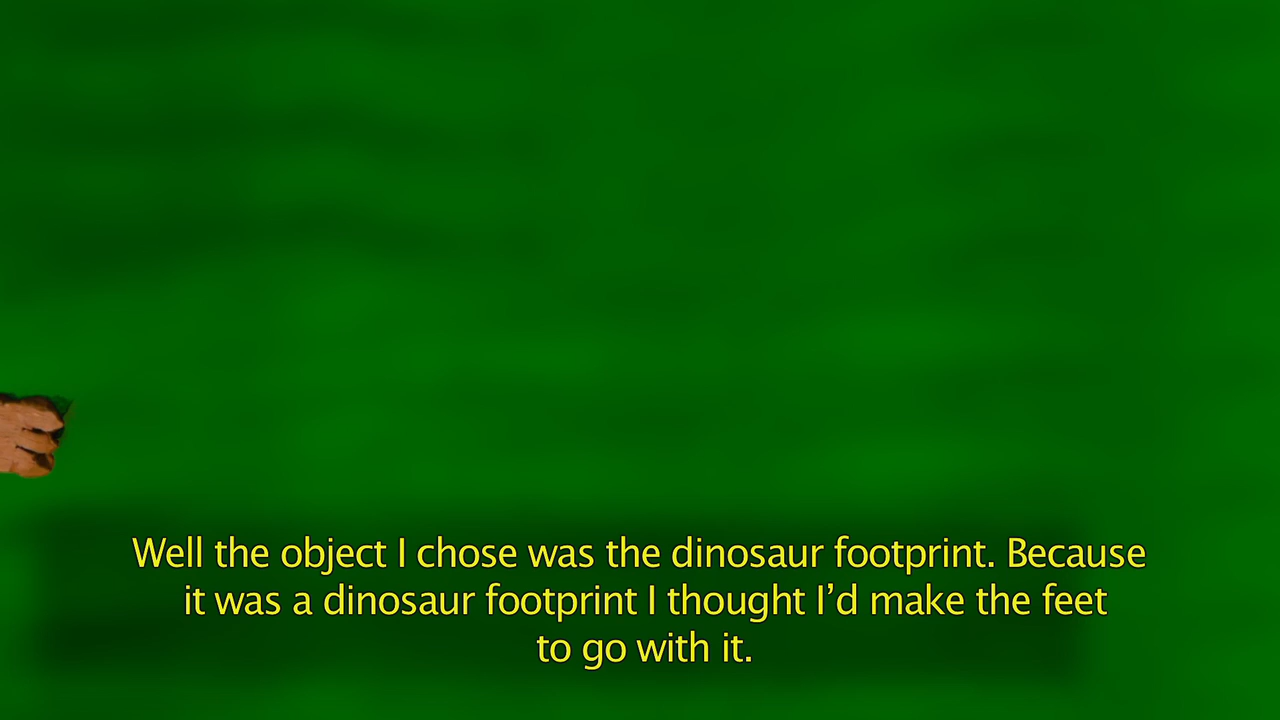 Well the object I chose was the dinosaur footprint. Because
it was a dinosaur footprint I thought I’d make the feet
to go with it.